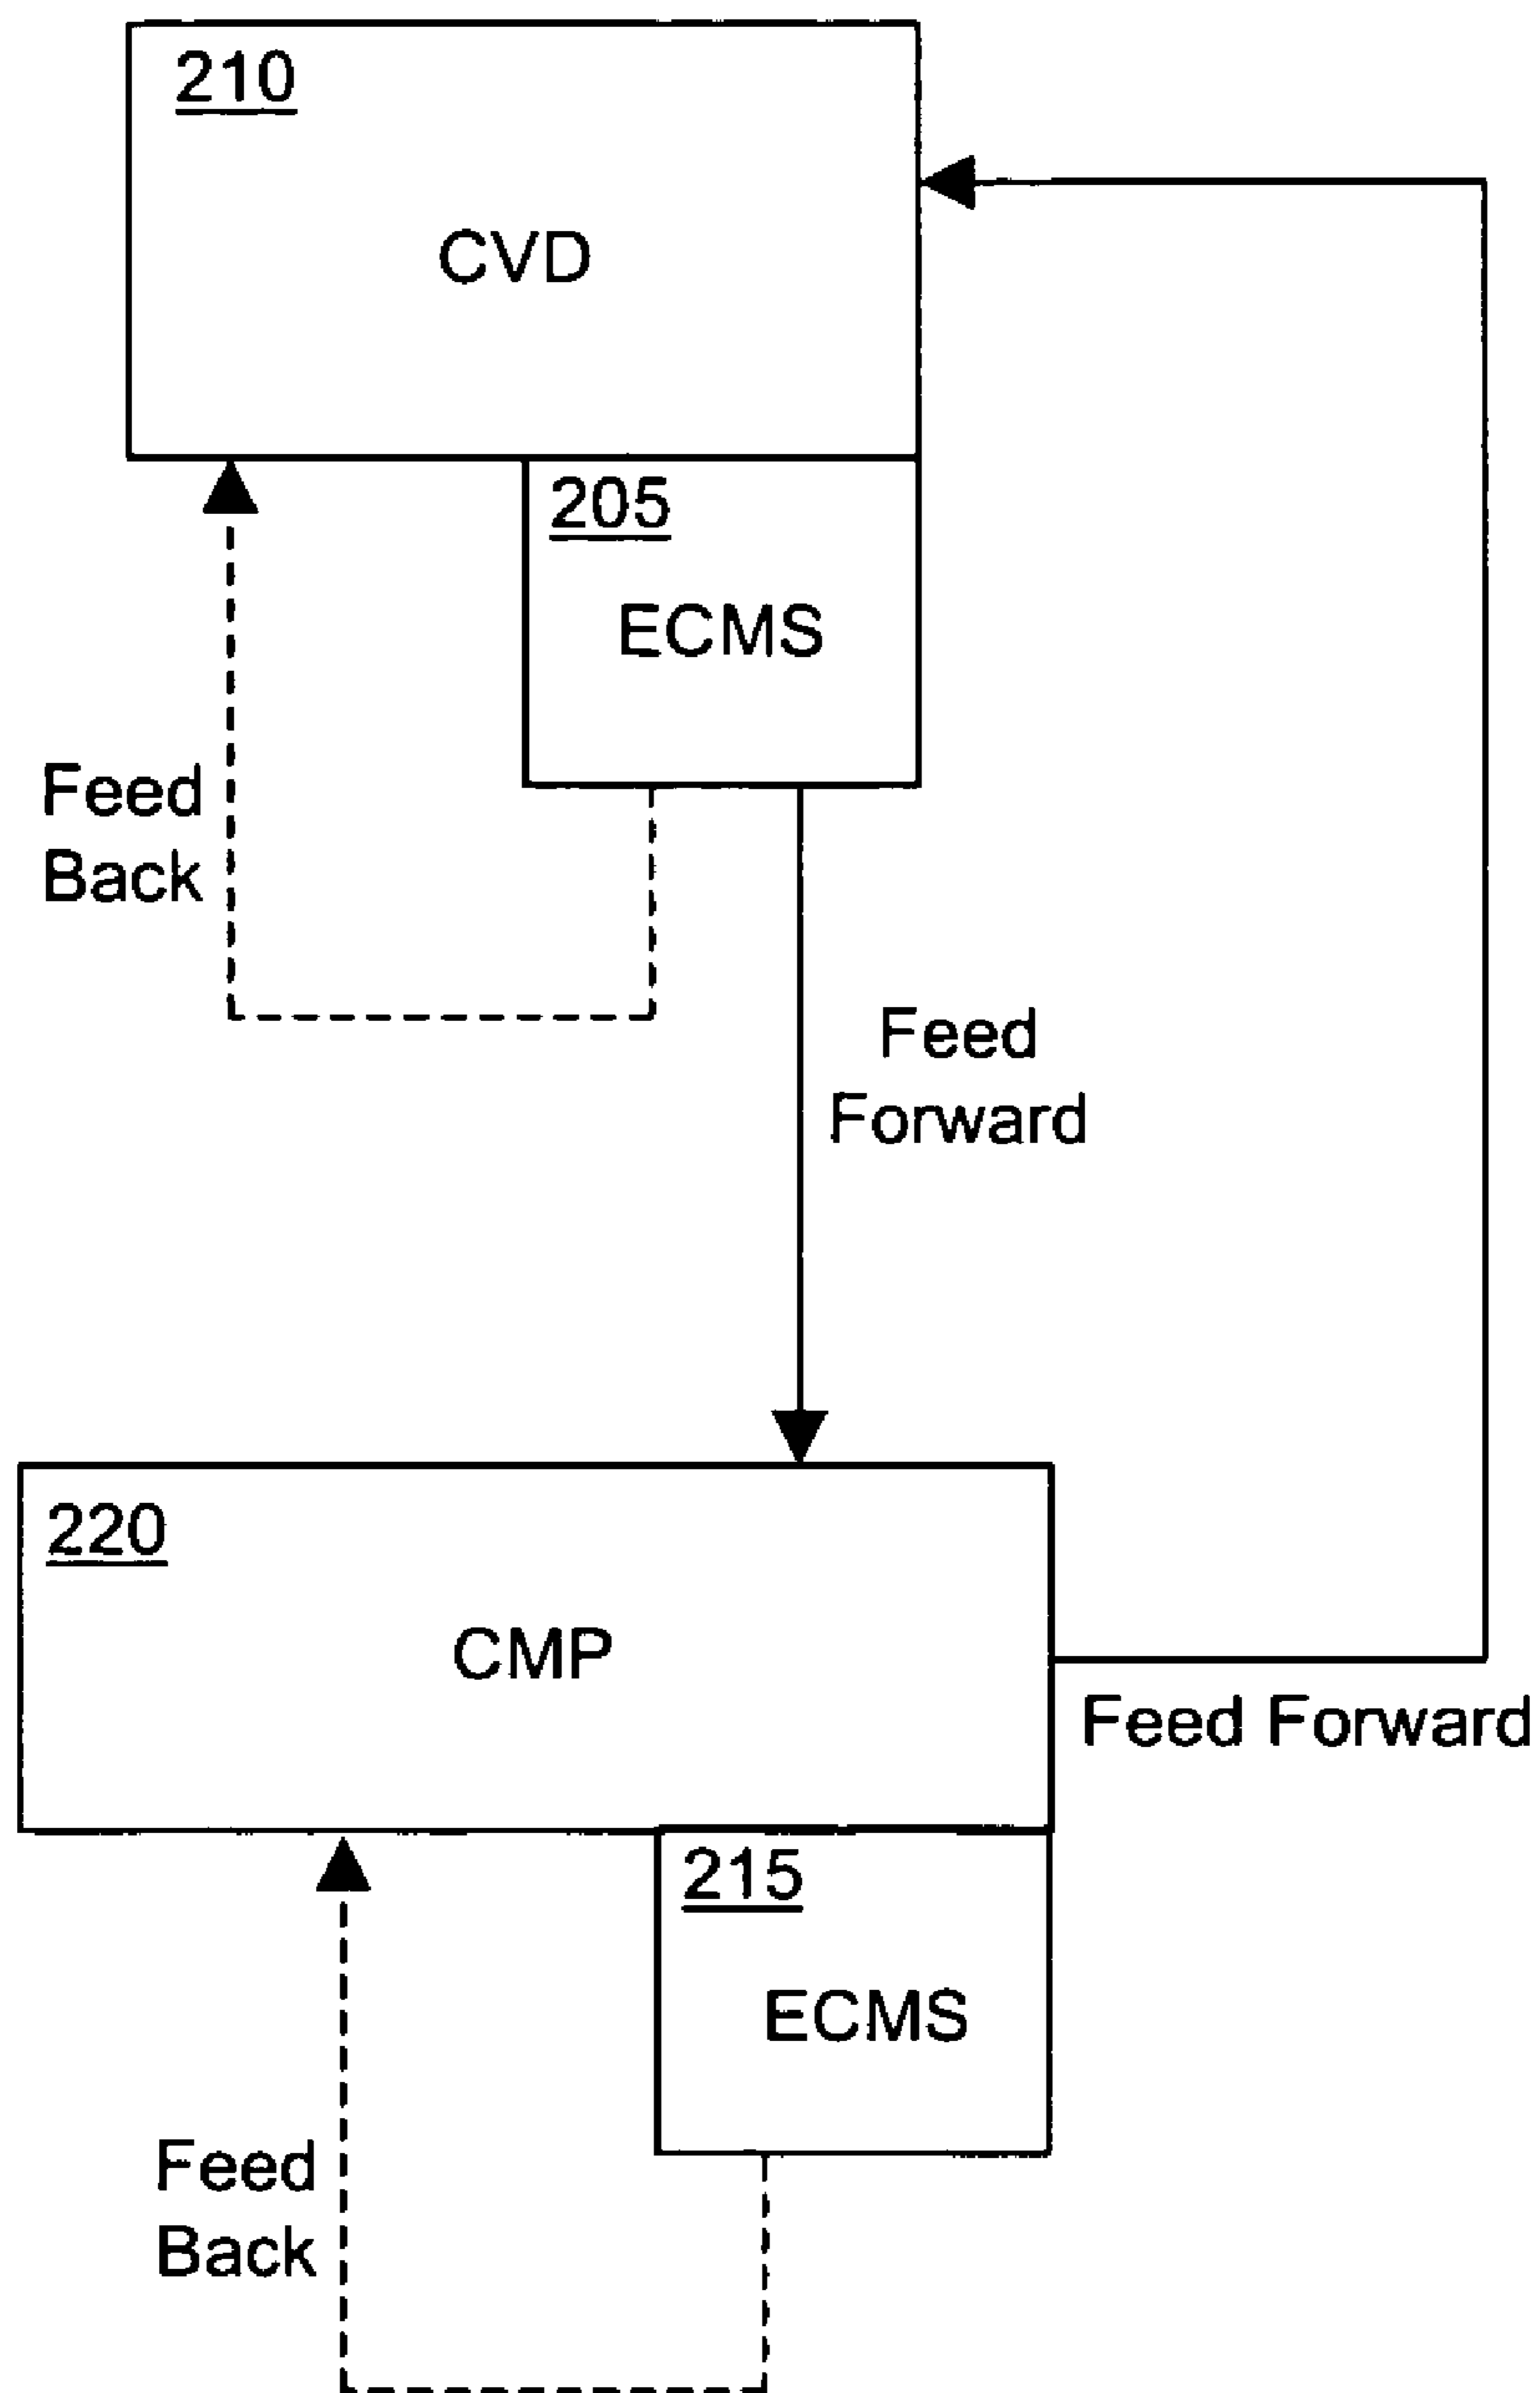 210
CVD
205
ECMS
Feed
Back
Feed
Forward
220
CMP
Feed Forward
215
ECMS
Feed
Back